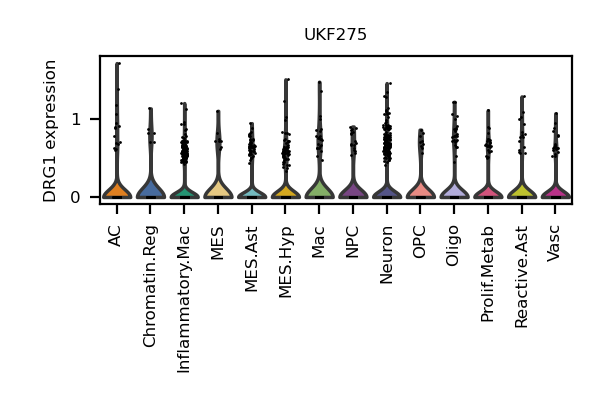 UKF275
DRG1 expression
1
0
AC
Chromatin.Reg
Inflammatory.Mac
MES
MES.Ast
MES.Hyp
Mac
NPC
Neuron
OPC
Oligo
Prolif.Metab
Reactive.Ast
Vasc